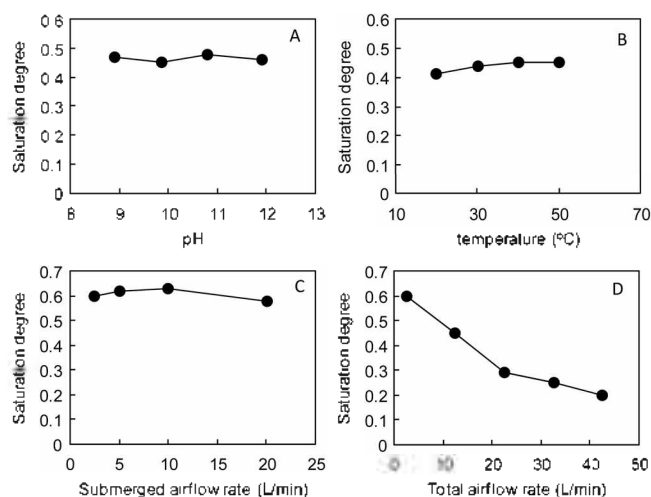 A
Saturation degree
0.6
0.5
0.4
0.3
0.2
0.1
0
8 9 10 11 12 13
pH
B
Saturation degree
0.6
0.5
0.4
0.3
0.2
0.1
0
10 30 50 70
temperature (ºC)
C
Saturation degree
0.7
0.6
0.5
0.4
0.3
0.2
0.1
0
0 5 10 15 20 25
Submerged airflow rate (L/min)
D
Saturation degree
0.7
0.6
0.5
0.4
0.3
0.2
0.1
0
0 10 20 30 40 50
Total airflow rate (L/min)